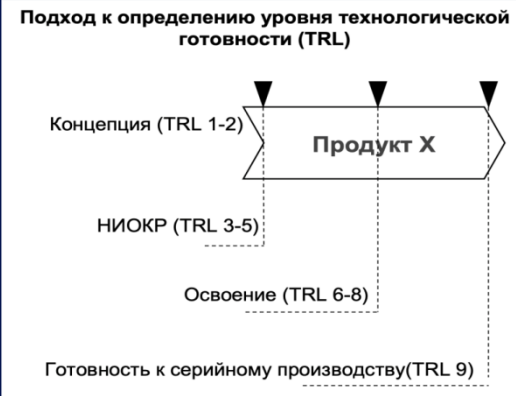 Подход к определению уровня технологической
готовности (TRL)
Концепция (TRL 1-2)
Продукт X
НИОКР (TRL 3-5)
Освоение (TRL 6-8)
Готовность к серийному производству(TRL 9)